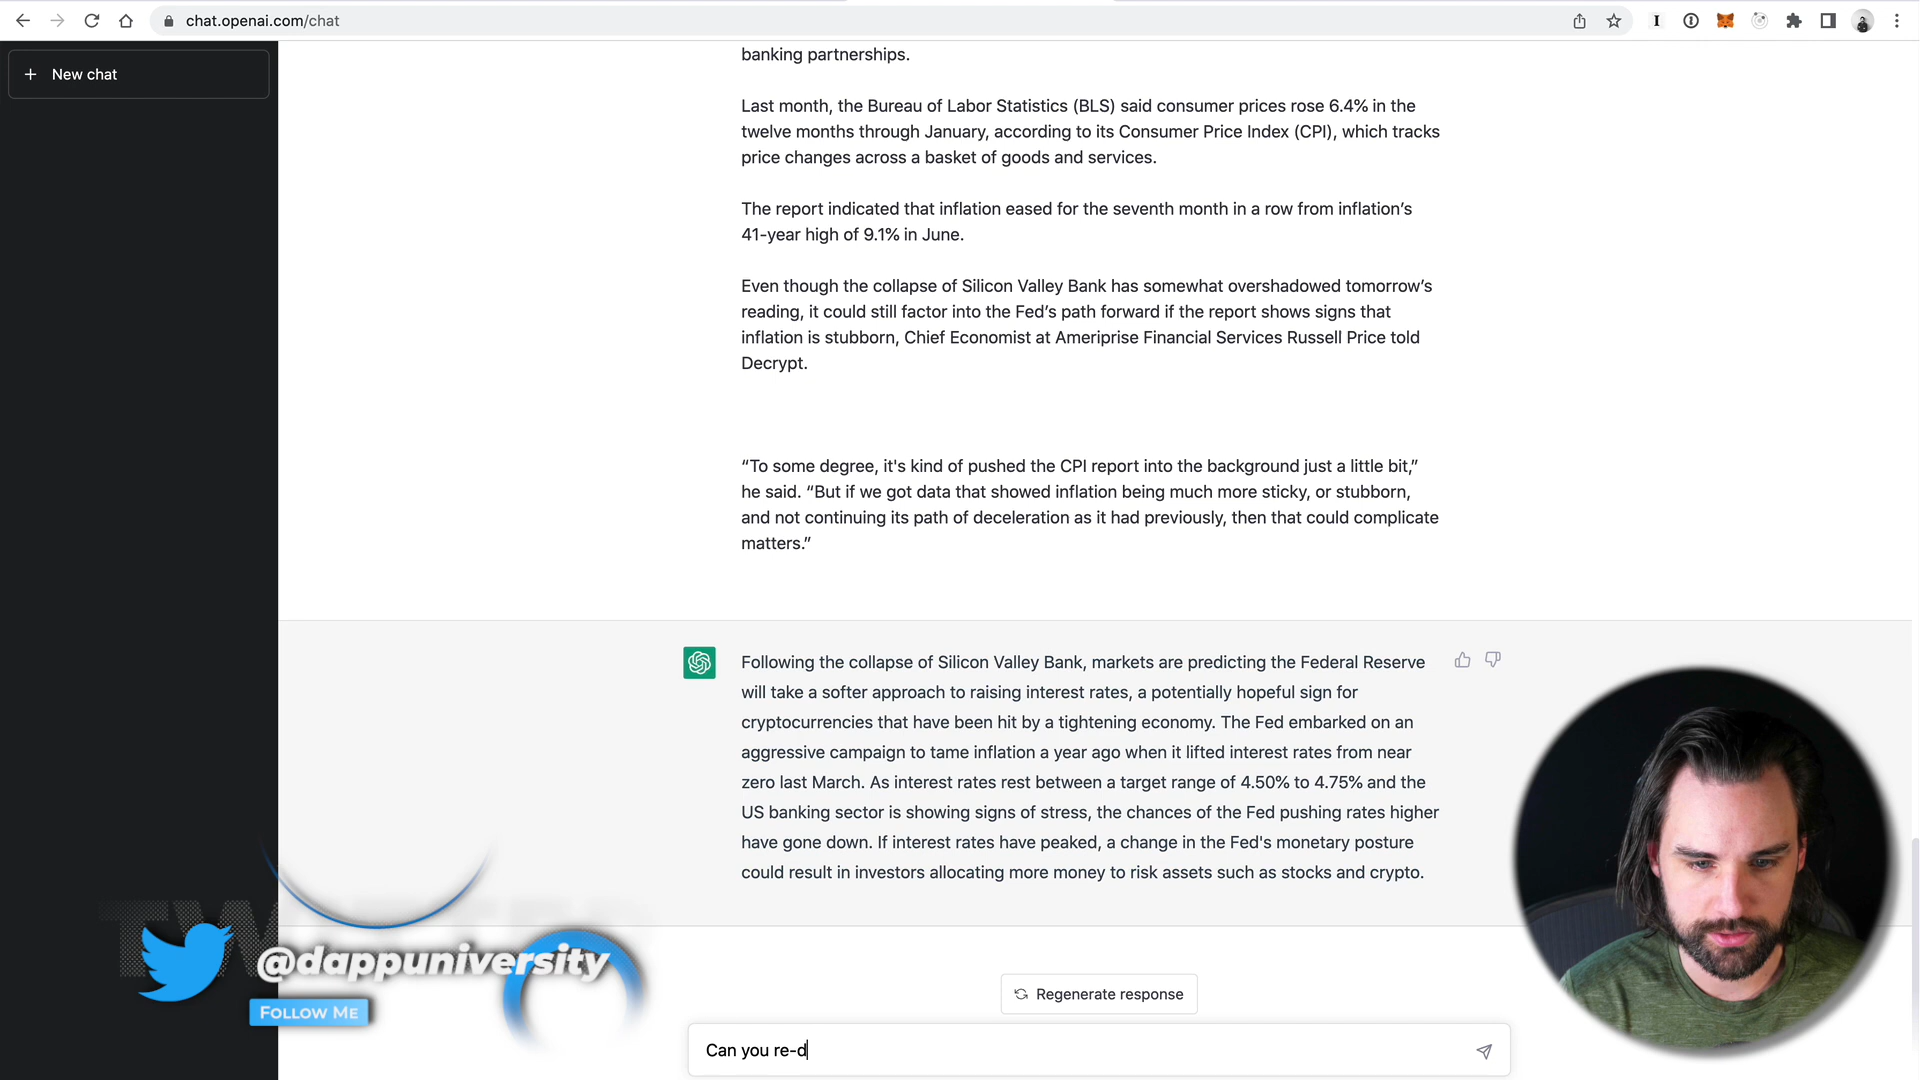 chat.openai.com/chat
New chat
banking partnerships.
Last month, the Bureau of Labor Statistics (BLS) said consumer prices rose 6.4% in the
twelve months through January, according to its Consumer Price Index (CPI), which tracks
price changes across a basket of goods and services.
The report indicated that inflation eased for the seventh month in a row from inflation’s
41-year high of 9.1% in June.
Even though the collapse of Silicon Valley Bank has somewhat overshadowed tomorrow’s
reading, it could still factor into the Fed’s path forward if the report shows signs that
inflation is stubborn, Chief Economist at Ameriprise Financial Services Russell Price told
Decrypt.
“To some degree, it's kind of pushed the CPI report into the background just a little bit,”
he said. “But if we got data that showed inflation being much more sticky, or stubborn,
and not continuing its path of deceleration as it had previously, then that could complicate
matters.”
Following the collapse of Silicon Valley Bank, markets are predicting the Federal Reserve
will take a softer approach to raising interest rates, a potentially hopeful sign for
cryptocurrencies that have been hit by a tightening economy. The Fed embarked on an
aggressive campaign to tame inflation a year ago when it lifted interest rates from near
zero last March. As interest rates rest between a target range of 4.50% to 4.75% and the
US banking sector is showing signs of stress, the chances of the Fed pushing rates higher
have gone down. If interest rates have peaked, a change in the Fed's monetary posture
could result in investors allocating more money to risk assets such as stocks and crypto.
@dappuniversity
FOLLOW ME
Regenerate response
Can you re-d